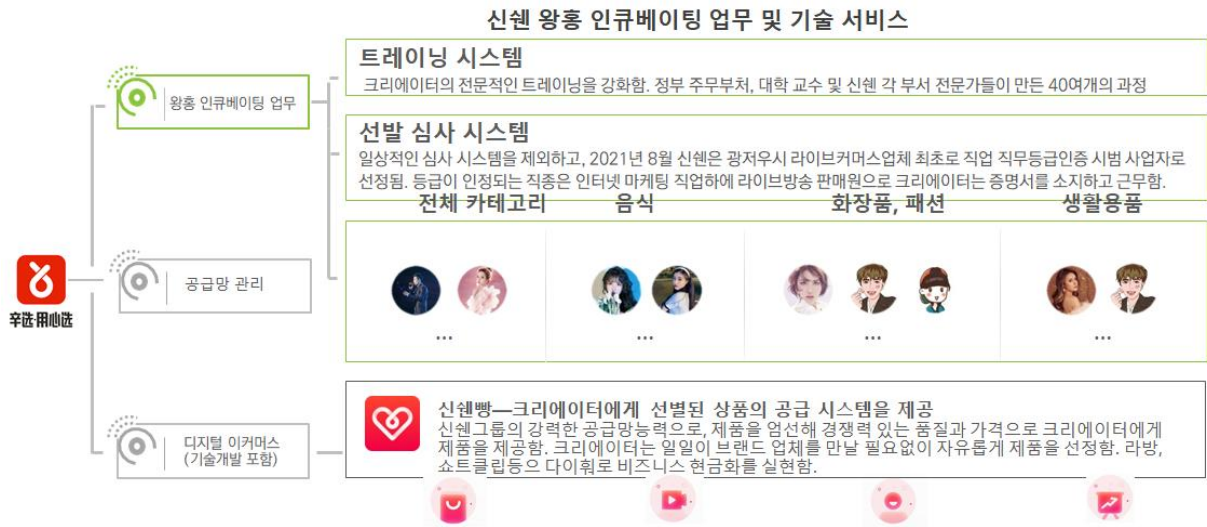 신쉔 왕홍 인큐베이팅 업무 및 기술 서비스
트레이닝 시스템
크리에이터의 전문적인 트레이닝을 강화함. 정부 주무부처, 대학 교수 및 신쉔 각 부서 전문가들이 만든 40여개의 과정
왕홍 인큐베이팅 업무
선발 심사 시스템
일상적인 심사 시스템을 제외하고, 2021년 8월 신쉔은 광저우시 라이브커머스업체 최초로 직업 직무등급인증 시범 사업자로
선정됨. 등급이 인정되는 직종은 인터넷 마케팅 직업하에 라이브방송 판매원으로 크리에이터는 증명서를 소지하고 근무함.
전체 카테고리
음식
화장품, 패션
생활용품
공급망 관리
辛选·用心选
...
...
...
...
디지털 이커머스
(기술개발 포함)
신쉔빵—크리에이터에게 선별된 상품의 공급 시스템을 제공
신쉔그룹의 강력한 공급망능력으로, 제품을 엄선해 경쟁력 있는 품질과 가격으로 크리에이터에게
제품을 제공함. 크리에이터는 일일이 브랜드 업체를 만날 필요없이 자유롭게 제품을 선정함. 라방,
쇼트클립등으 다이훠로 비즈니스 현금화를 실현함.